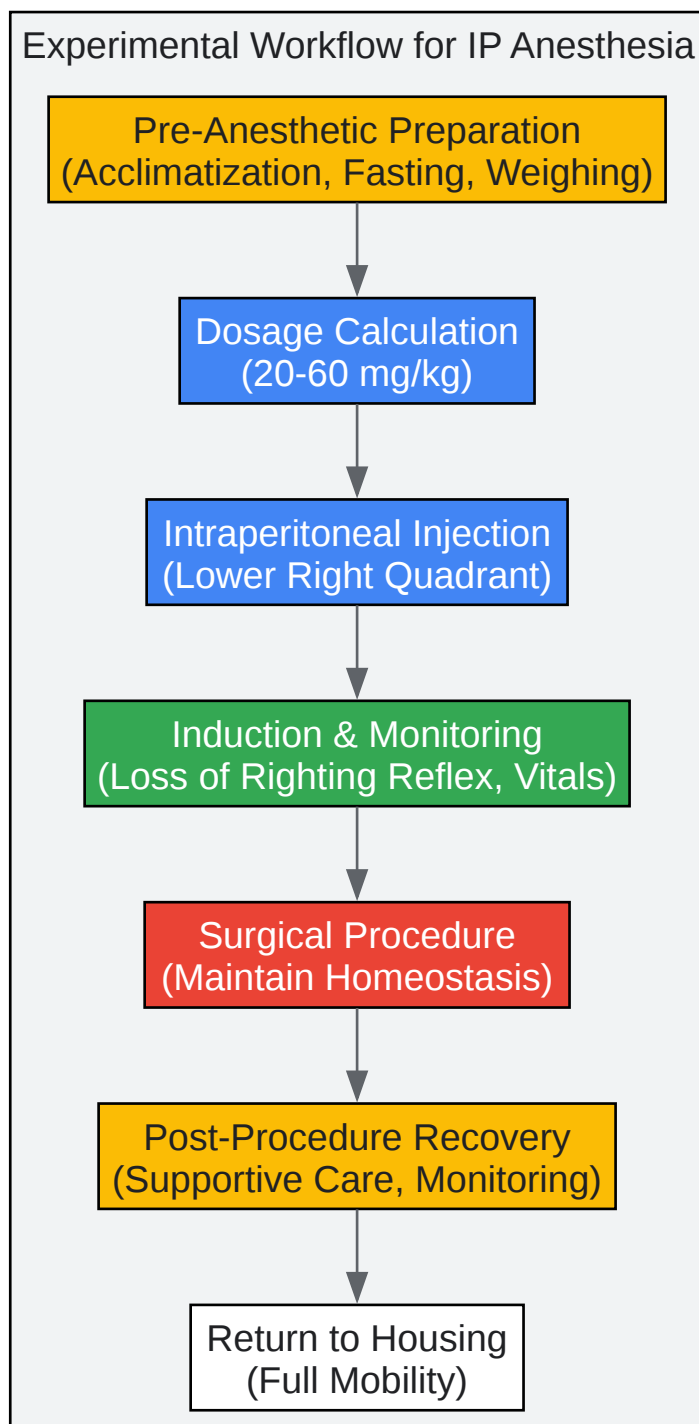 Experimental Workflow for IP Anesthesia
Pre-Anesthetic Preparation
(Acclimatization, Fasting, Weighing)
Dosage Calculation
(20-60 mg/kg)
Intraperitoneal Injection
(Lower Right Quadrant)
Induction & Monitoring
(Loss of Righting Reflex, Vitals)
Surgical Procedure
(Maintain Homeostasis)
Post-Procedure Recovery
(Supportive Care, Monitoring)
Return to Housing
(Full Mobility)